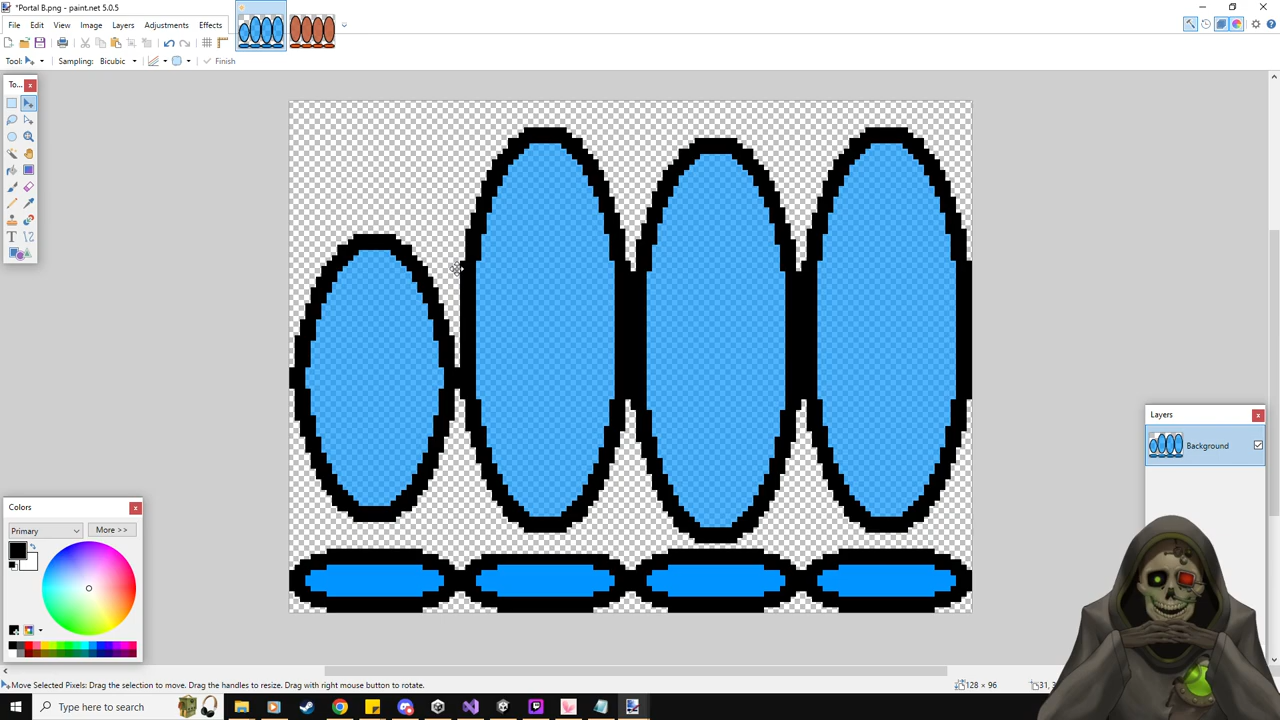 *Portal B.png - paint.net 5.0.5
File Edit View Image Layers Adjustments Effects
Tool: Sampling: Bicubic Finish
To...
Layers
Background
Colors
Primary More >>
Move Selected Pixels: Drag the selection to move. Drag the handles to resize. Drag with right mouse button to rotate.
128 × 96
Type here to search